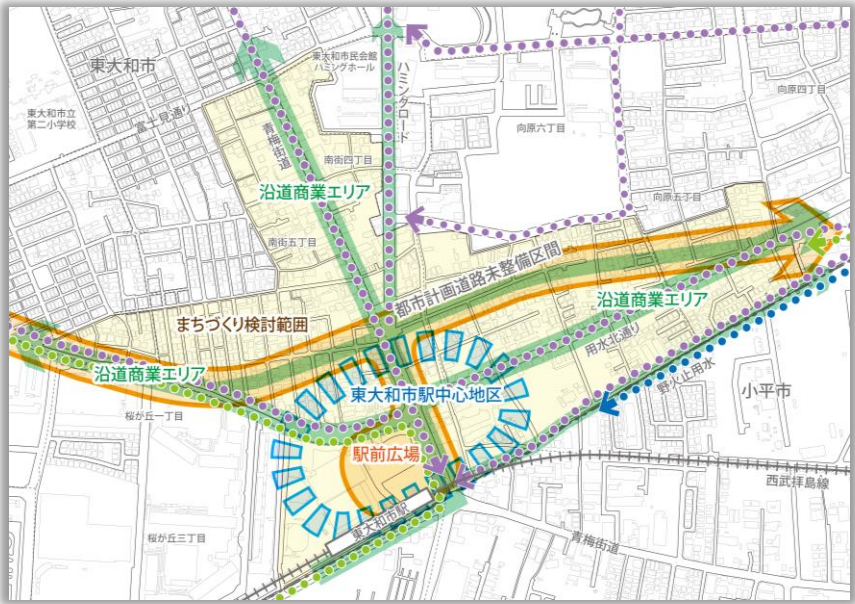 東大和市
東大和市民会館
ハミングホール
ハミングロード
向原四丁目
東大和市立
第二小学校
富士見通り
青梅街道
向原六丁目
南街四丁目
沿道商業エリア
向原五丁目
南街五丁目
都市計画道路未整備区間
沿道商業エリア
まちづくり検討範囲
用水北通り
沿道商業エリア
野火止用水
東大和市駅中心地区
小平市
桜が丘一丁目
駅前広場
西武拝島線
東大和市駅
桜が丘三丁目
青梅街道